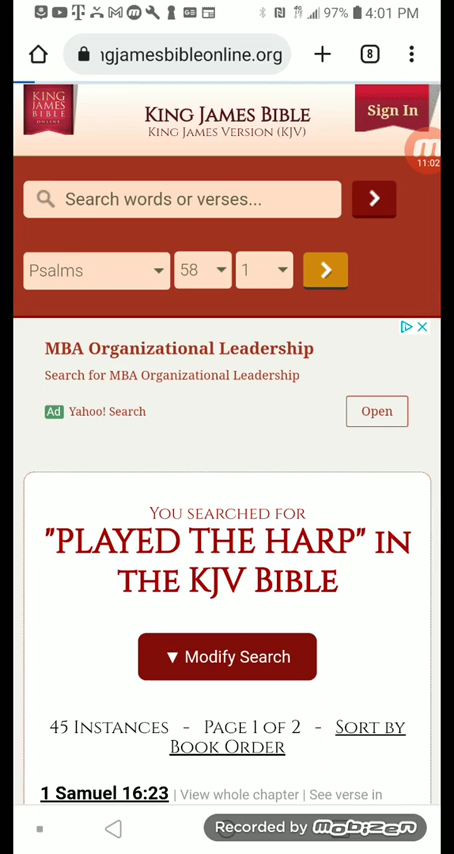 97% 4:01 PM
ngjamesbibleonline.org
8
KING
JAMES
BIBLE
ONLINE
King James Bible
King James Version (KJV)
Sign In
11:02
Search words or verses...
Psalms
58
1
MBA Organizational Leadership
Search for MBA Organizational Leadership
Ad Yahoo! Search
Open
You searched for
"PLAYED THE HARP" in
the KJV Bible
▼ Modify Search
45 Instances - Page 1 of 2 - Sort by
Book Order
1 Samuel 16:23 | View whole chapter | See verse in
Recorded by mobizen